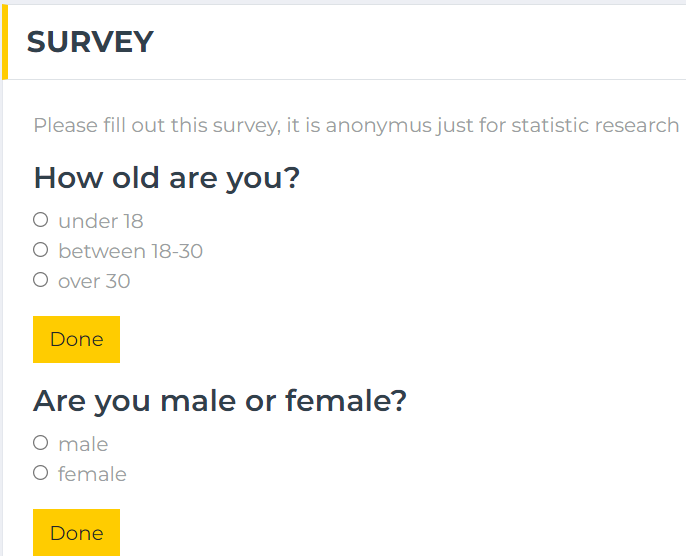 SURVEY
Please fill out this survey, it is anonymus just for statistic research
How old are you?
under 18
between 18-30
over 30
Done
Are you male or female?
male
female
Done